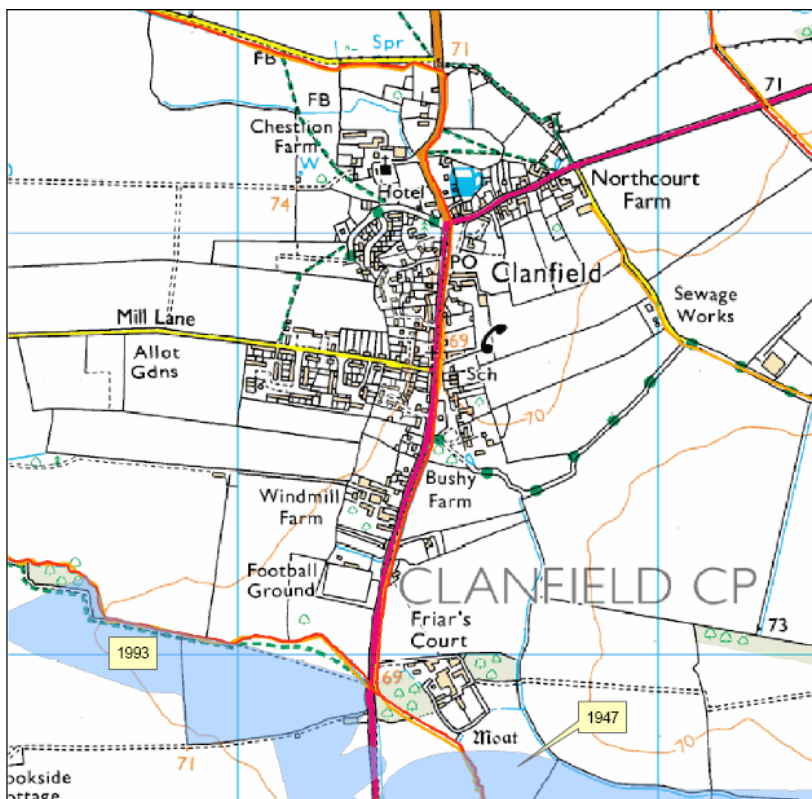 Spr
71
FB
FB
71
Chestlion
Farm
W
Hotel
Northcourt
Farm
74
PO
Clanfield
Mill Lane
Sewage
Works
69
Allot
Gdns
Sch
70
Windmill
Farm
Bushy
Farm
Football
Ground
CLANFIELD CP
Friar's
Court
73
1993
69
1947
Moat
70
71
ookside
ottage